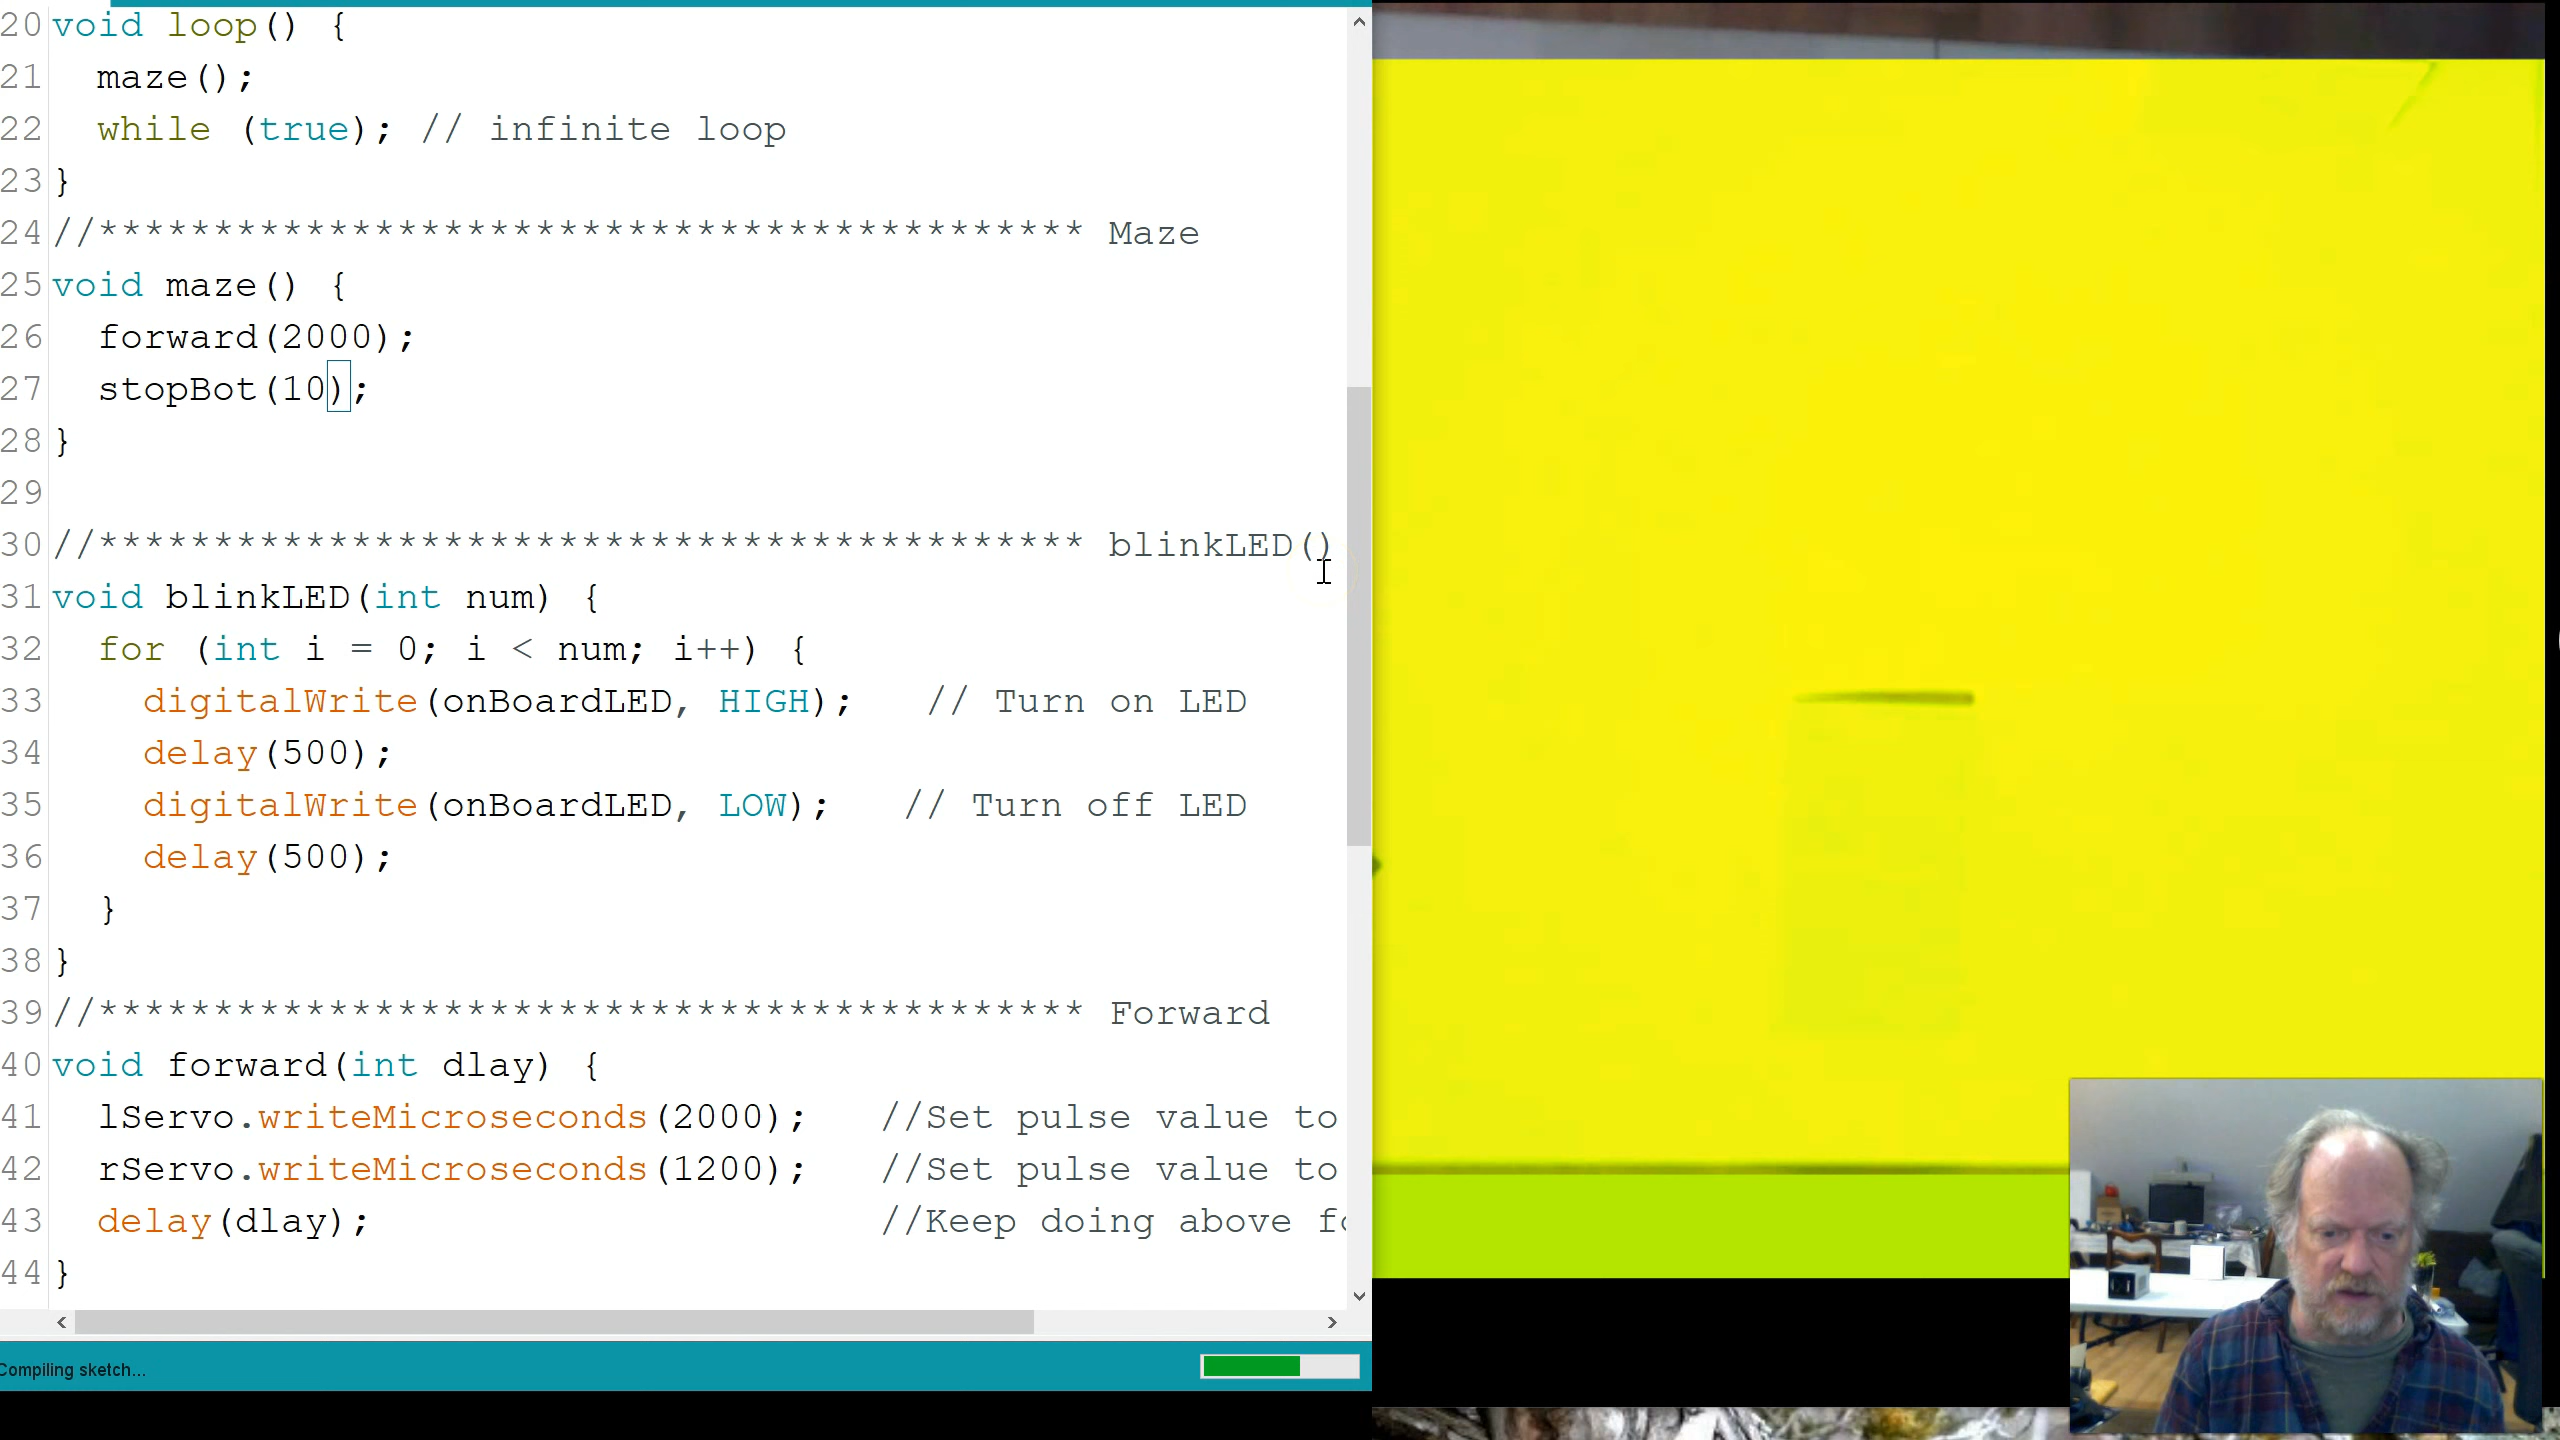 20 void loop() {
21 maze();
22 while (true); // infinite loop
23 }
24 //******************************************* Maze
25 void maze() {
26 forward(2000);
27 stopBot(10);
28 }
29
30 //******************************************* blinkLED()
31 void blinkLED(int num) {
32 for (int i = 0; i < num; i++) {
33 digitalWrite(onBoardLED, HIGH); // Turn on LED
34 delay(500);
35 digitalWrite(onBoardLED, LOW); // Turn off LED
36 delay(500);
37 }
38 }
39 //******************************************* Forward
40 void forward(int dlay) {
41 lServo.writeMicroseconds(2000); //Set pulse value to
42 rServo.writeMicroseconds(1200); //Set pulse value to
43 delay(dlay); //Keep doing above
44 }
Compiling sketch...